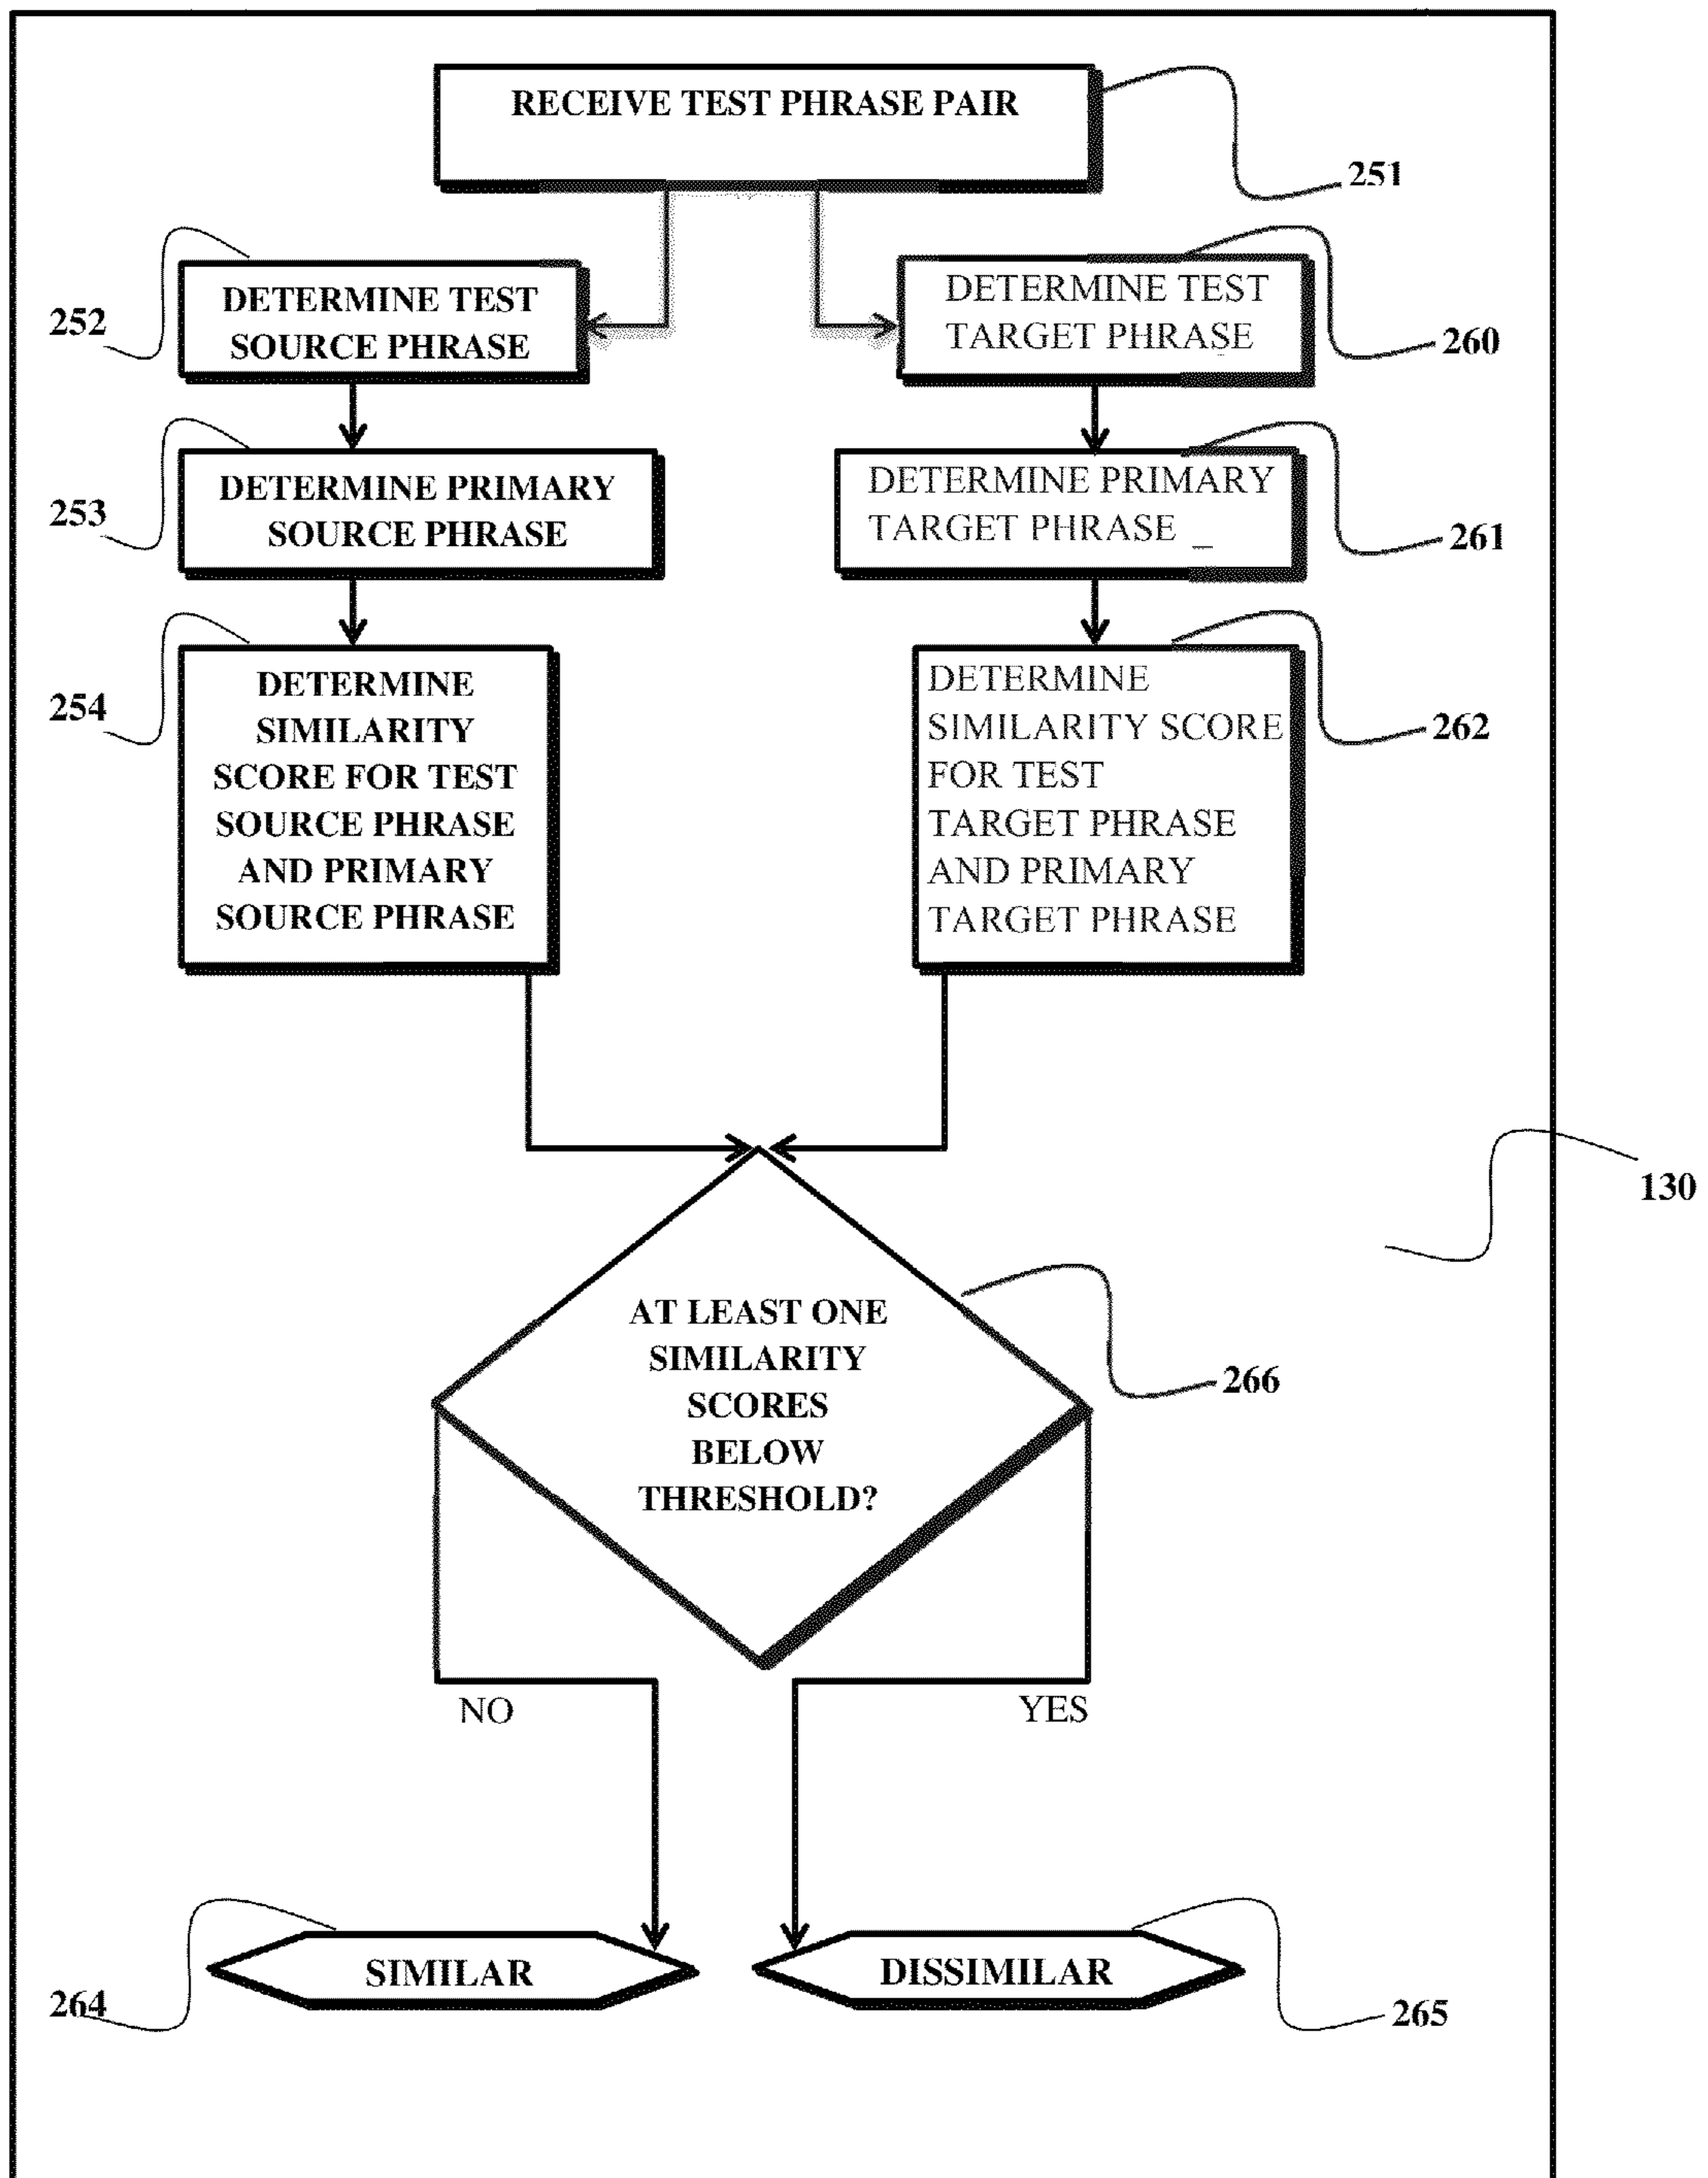 RECEIVE TEST PHRASE PAIR
251
252
DETERMINE TEST
SOURCE PHRASE
DETERMINE TEST
TARGET PHRASE
260
253
DETERMINE PRIMARY
SOURCE PHRASE
DETERMINE PRIMARY
TARGET PHRASE _
261
254
DETERMINE
SIMILARITY
SCORE FOR TEST
SOURCE PHRASE
AND PRIMARY
SOURCE PHRASE
DETERMINE
SIMILARITY SCORE
FOR TEST
TARGET PHRASE
AND PRIMARY
TARGET PHRASE
262
130
AT LEAST ONE
SIMILARITY
SCORES
BELOW
THRESHOLD?
266
NO
YES
SIMILAR
DISSIMILAR
264
265